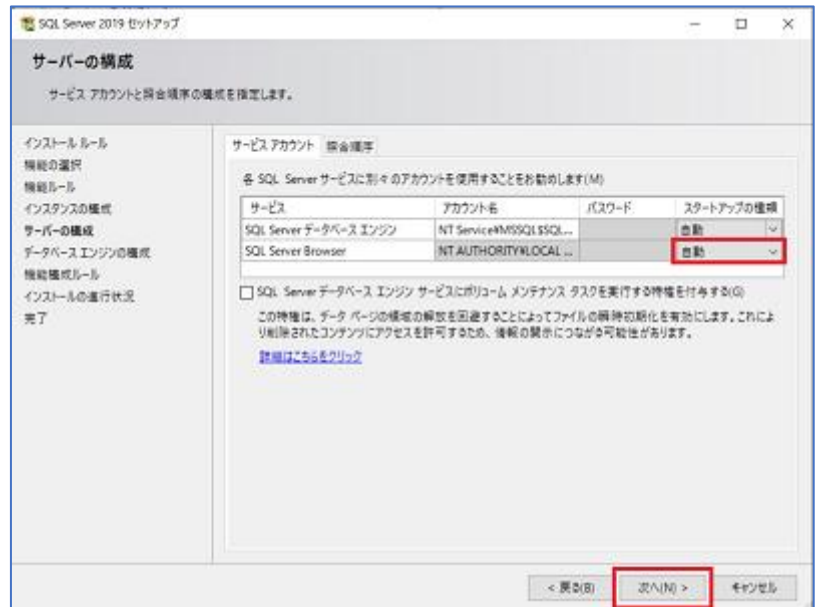 SQL Server 2019 セットアップ
サーバーの構成
サービス アカウントと照合順序の構成を指定します。
インストール ルール
機能の選択
機能ルール
インスタンスの構成
サーバーの構成
データベース エンジンの構成
機能構成ルール
インストールの進行状況
完了
サービス アカウント 照合順序
各 SQL Server サービスに別々のアカウントを使用することをお勧めします(M)
サービス アカウント名 パスワード スタートアップの種類
SQL Server データベース エンジン NT Service¥MSSQL$SQL... 自動
SQL Server Browser NT AUTHORITY¥LOCAL ... 自動
SQL Server データベース エンジン サービスにボリューム メンテナンス タスクを実行する特権を付与する(G)
この特権は、データ ページの領域の解放を回避することによってファイルの瞬時初期化を有効にします。これによ
り削除されたコンテンツにアクセスを許可するため、情報の開示につながる可能性があります。
詳細はこちらをクリック
< 戻る(B) 次へ(N) > キャンセル